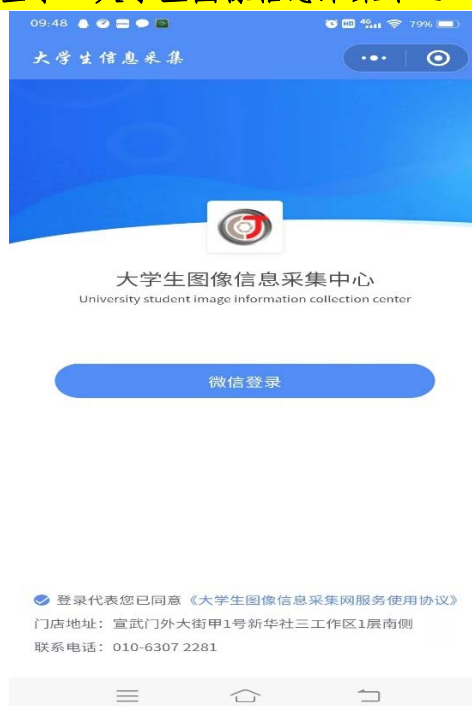 09:48
4G 79%
大学生信息采集
大学生图像信息采集中心
University student image information collection center
微信登录
登录代表您已同意《大学生图像信息采集网服务使用协议》
门店地址：宣武门外大街甲1号新华社三工作区1层南侧
联系电话：010-6307 2281